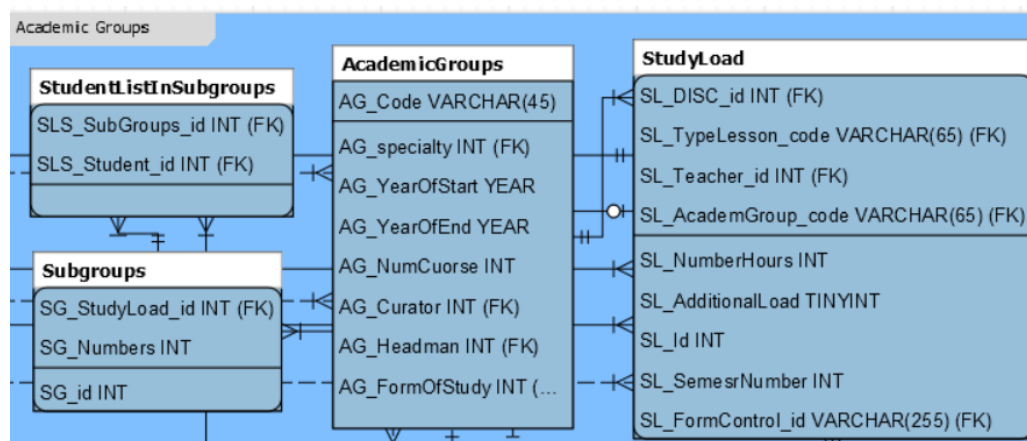 Academic Groups
StudentListInSubgroups
SLS_SubGroups_id INT (FK)
SLS_Student_id INT (FK)
Subgroups
SG_StudyLoad_id INT (FK)
SG_Numbers INT
SG_id INT
AcademicGroups
AG_Code VARCHAR(45)
AG_specialty INT (FK)
AG_YearOfStart YEAR
AG_YearOfEnd YEAR
AG_NumCuorse INT
AG_Curator INT (FK)
AG_Headman INT (FK)
AG_FormOfStudy INT (...
StudyLoad
SL_DISC_id INT (FK)
SL_TypeLesson_code VARCHAR(65) (FK)
SL_Teacher_id INT (FK)
SL_AcademGroup_code VARCHAR(65) (FK)
SL_NumberHours INT
SL_AdditionalLoad TINYINT
SL_Id INT
SL_SemesrNumber INT
SL_FormControl_id VARCHAR(255) (FK)